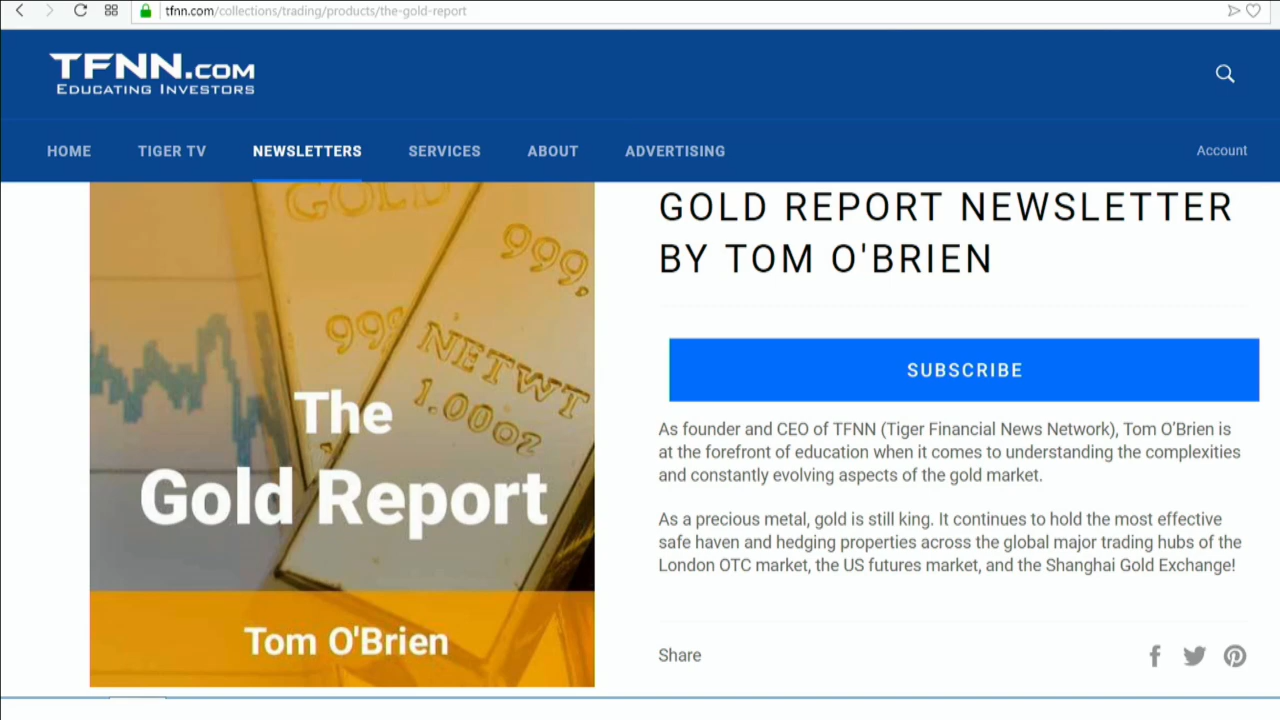 tfnn.com/collections/trading/products/the-gold-report
TFNN.COM
EDUCATING INVESTORS
HOME TIGER TV NEWSLETTERS SERVICES ABOUT ADVERTISING Account
GOLD
999.
999
NETWT
1.00OZ
The
Gold Report
Tom O'Brien
GOLD REPORT NEWSLETTER
BY TOM O'BRIEN
SUBSCRIBE
As founder and CEO of TFNN (Tiger Financial News Network), Tom O’Brien is
at the forefront of education when it comes to understanding the complexities
and constantly evolving aspects of the gold market.
As a precious metal, gold is still king. It continues to hold the most effective
safe haven and hedging properties across the global major trading hubs of the
London OTC market, the US futures market, and the Shanghai Gold Exchange!
Share